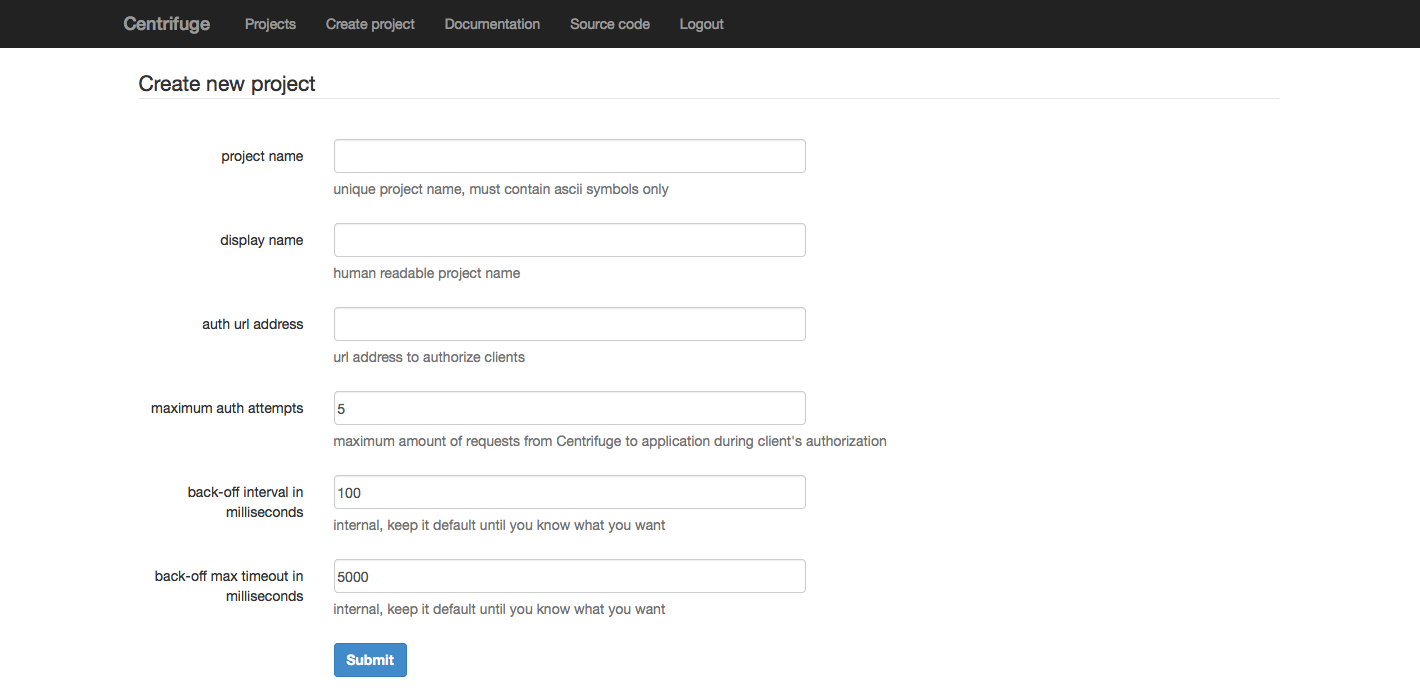 Centrifuge Projects Create project Documentation Source code Logout
Create new project
project name
unique project name, must contain ascii symbols only
display name
human readable project name
auth url address
url address to authorize clients
maximum auth attempts 5
maximum amount of requests from Centrifuge to application during client's authorization
back-off interval in
milliseconds
100
internal, keep it default until you know what you want
back-off max timeout in
milliseconds
5000
internal, keep it default until you know what you want
Submit